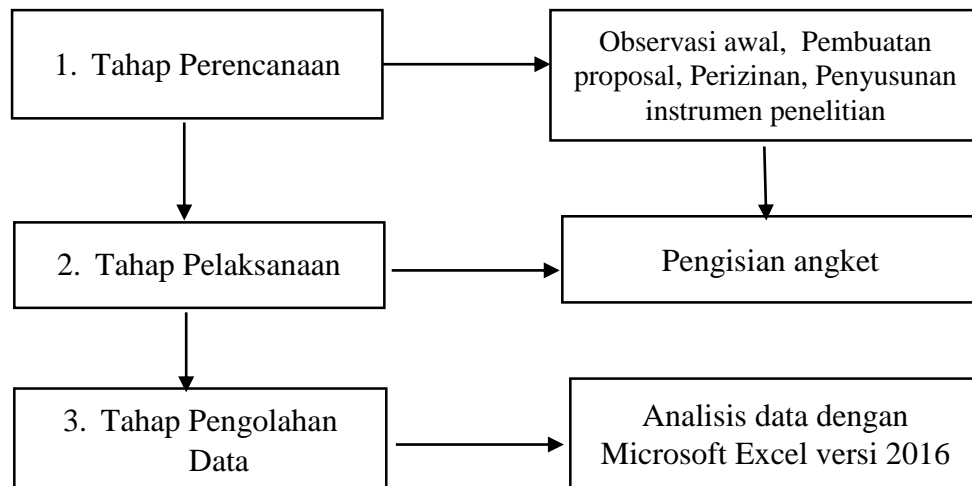 1. Tahap Perencanaan
Observasi awal, Pembuatan
proposal, Perizinan, Penyusunan
instrumen penelitian
2. Tahap Pelaksanaan
Pengisian angket
3. Tahap Pengolahan
Data
Analisis data dengan
Microsoft Excel versi 2016